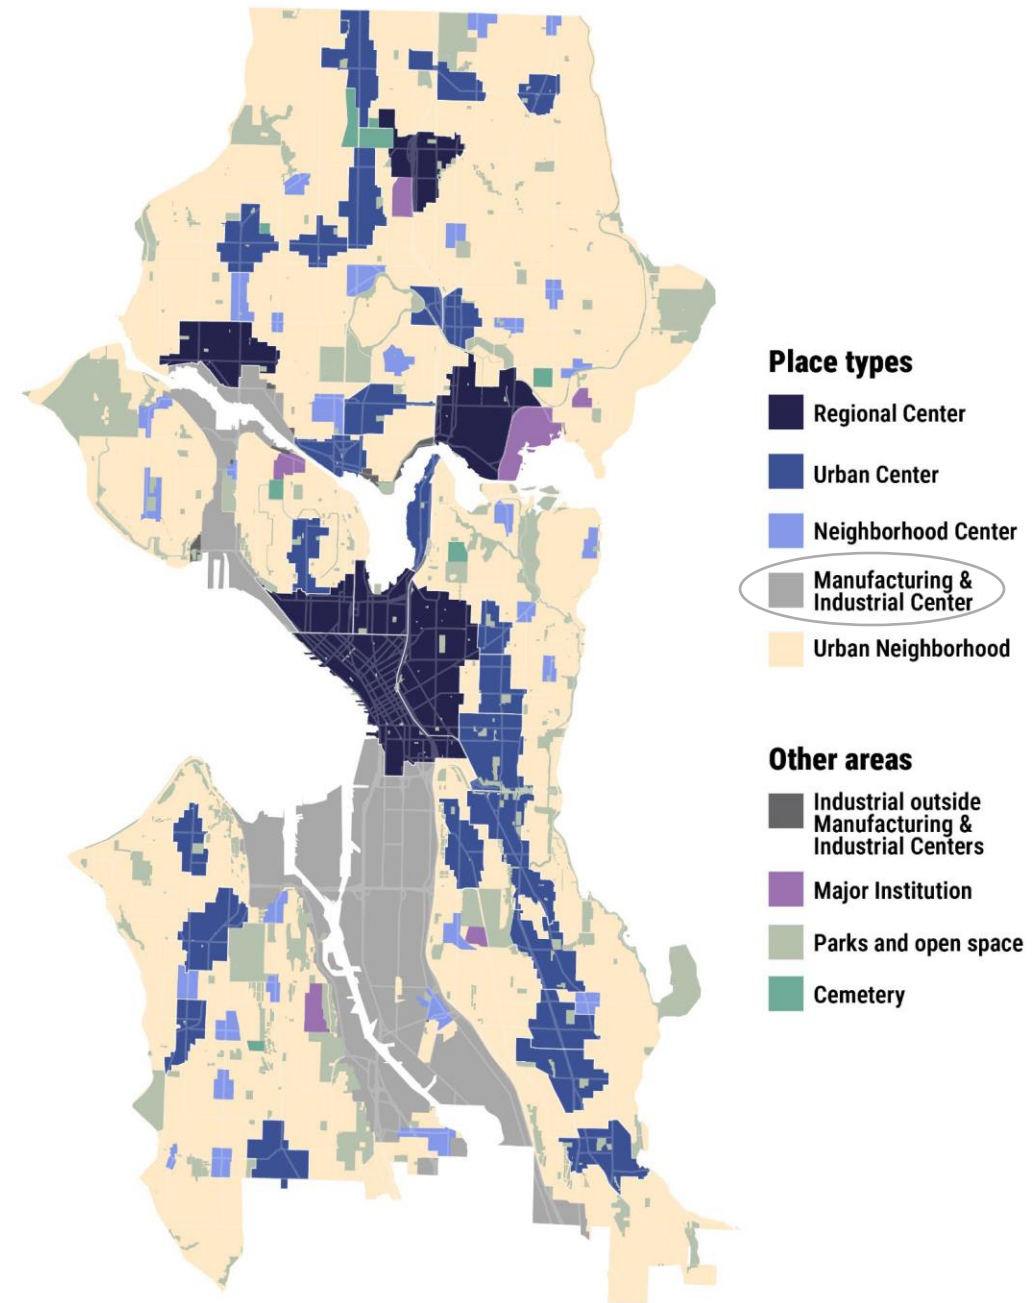 Place types
Regional Center
Urban Center
Neighborhood Center
Manufacturing &
Industrial Center
Urban Neighborhood
Other areas
Industrial outside
Manufacturing &
Industrial Centers
Major Institution
Parks and open space
Cemetery